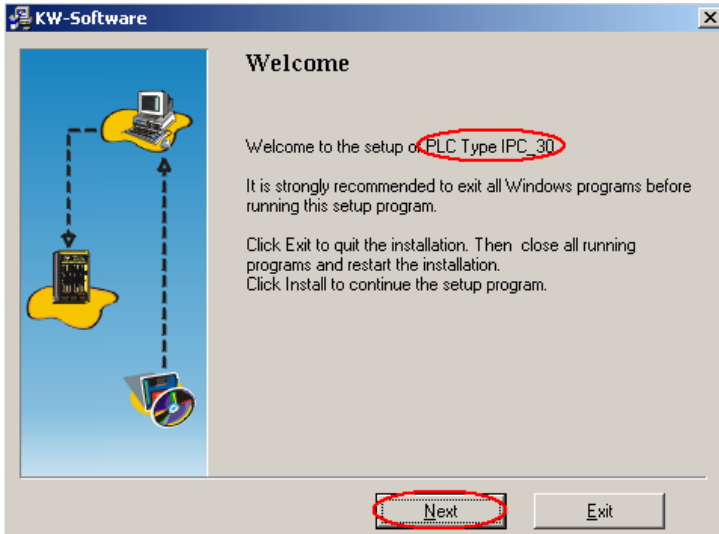 KW-Software
Welcome
Welcome to the setup of PLC Type IPC_30.
It is strongly recommended to exit all Windows programs before
running this setup program.
Click Exit to quit the installation. Then close all running
programs and restart the installation.
Click Install to continue the setup program.
Next
Exit